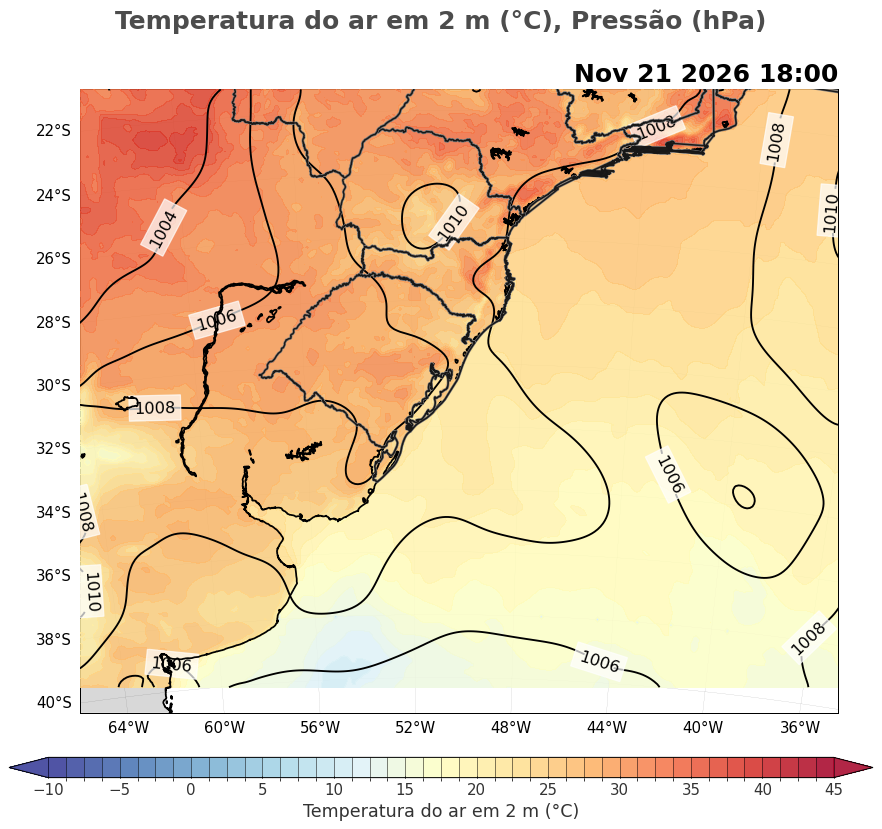 Temperatura do ar em 2 m (°C), Pressão (hPa)
Nov 21 2026 18:00
22°S
24°S
26°S
28°S
30°S
32°S
34°S
36°S
38°S
40°S
1008
1008
1010
1010
1004
1006
1008
1006
1008
1010
1006
1006
1008
64°W 60°W 56°W 52°W 48°W 44°W 40°W 36°W
−10 −5 0 5 10 15 20 25 30 35 40 45
Temperatura do ar em 2 m (°C)